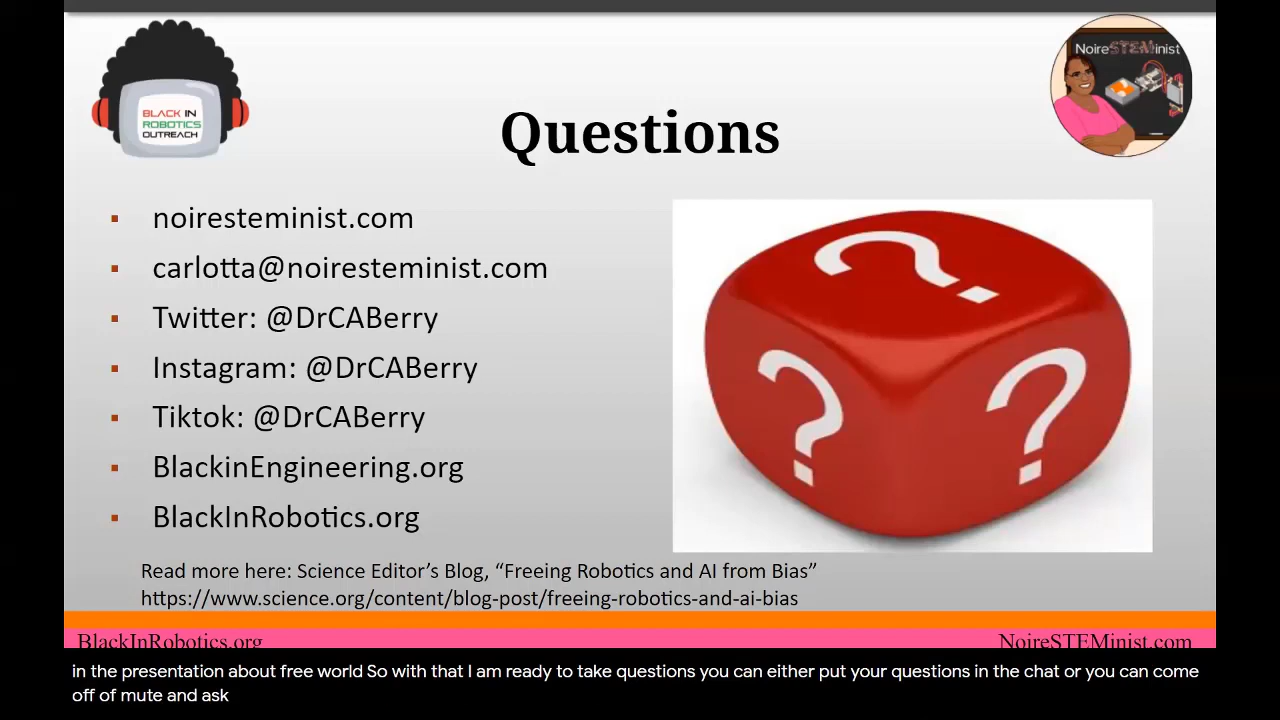 BLACK IN
ROBOTICS
OUTREACH
NoireSTEMinist
Questions
noiresteminist.com
carlotta@noiresteminist.com
Twitter: @DrCABerry
Instagram: @DrCABerry
Tiktok: @DrCABerry
BlackinEngineering.org
BlackInRobotics.org
? ? ?
Read more here: Science Editor’s Blog, “Freeing Robotics and AI from Bias”
https://www.science.org/content/blog-post/freeing-robotics-and-ai-bias
BlackInRobotics.org
NoireSTEMinist.com
in the presentation about free world So with that I am ready to take questions you can either put your questions in the chat or you can come
off of mute and ask